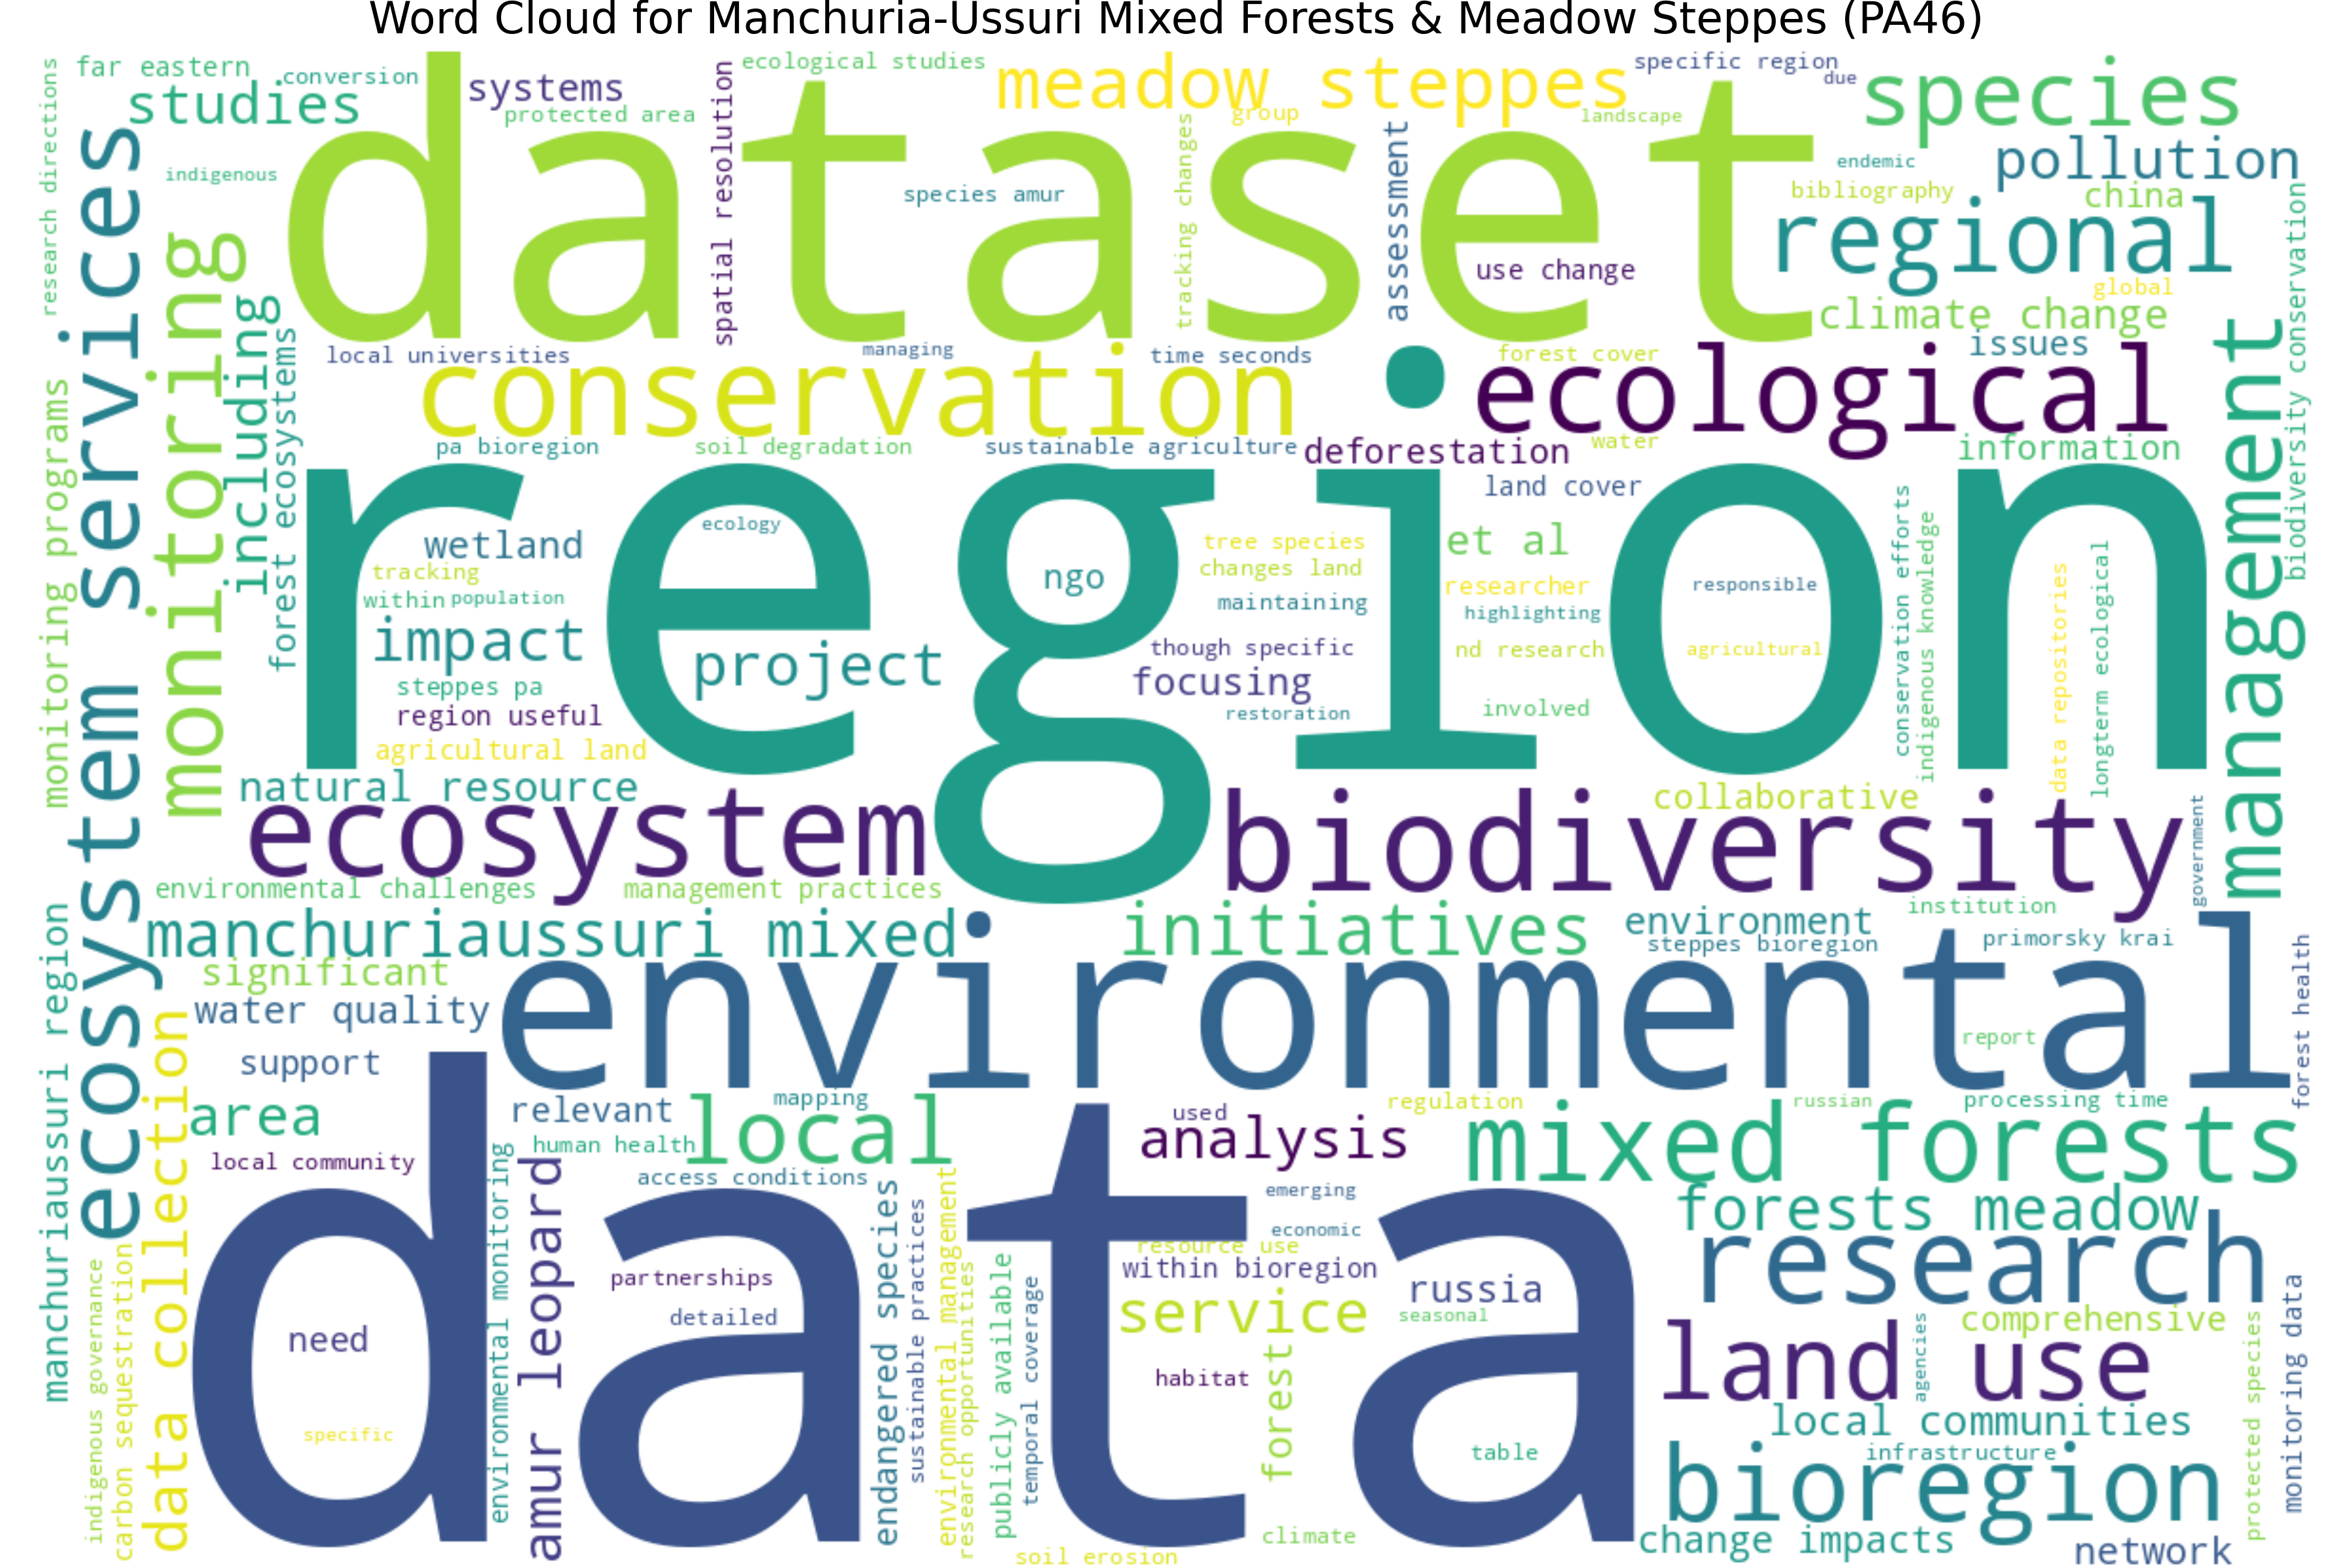 Word Cloud for Manchuria-Ussuri Mixed Forests & Meadow Steppes (PA46)
far eastern
conversion
studies
systems
protected area
ecological studies
meadow steppes
group
specific region
due
landscape
species
research directions
indigenous
dataset
spatial resolution
species amur
tracking changes
assessment
use change
endemic
pollution
bibliography
china
regional
global
climate change
biodiversity conservation
ecosystem services
monitoring
including
forest ecosystems
local universities
managing
time seconds
conservation
forest cover
issues
ecological
management
pa bioregion
soil degradation
sustainable agriculture
deforestation
water
information
monitoring programs
region
land cover
ecology
wetland
tracking
within
population
impact
project
steppes pa
region useful
agricultural land
ngo
tree species
changes land
maintaining
though specific
focusing
restoration
et al
researcher
highlighting
nd research
involved
responsible
agricultural
conservation efforts
indigenous knowledge
data repositories
longterm ecological
natural resource
ecosystem
biodiversity
collaborative
government
environmental challenges
management practices
manchuriaussuri mixed
initiatives
environment
institution
steppes bioregion
primorsky krai
significant
water quality
support
environmental
report
forest health
manchuriaussuri region
data collection
area
relevant
mapping
local
human health
local community
access conditions
used
analysis
regulation
russian
processing time
mixed forests
data
need
specific
environmental monitoring
amur leopard
partnerships
detailed
endangered species
sustainable practices
environmental management
research opportunities
publicly available
temporal coverage
emerging
economic
resource use
within bioregion
service
russia
seasonal
habitat
forest
table
climate
soil erosion
forests meadow
research
comprehensive
land use
agencies
local communities
infrastructure
bioregion
change impacts
network
protected species
monitoring data
indigenous governance
carbon sequestration